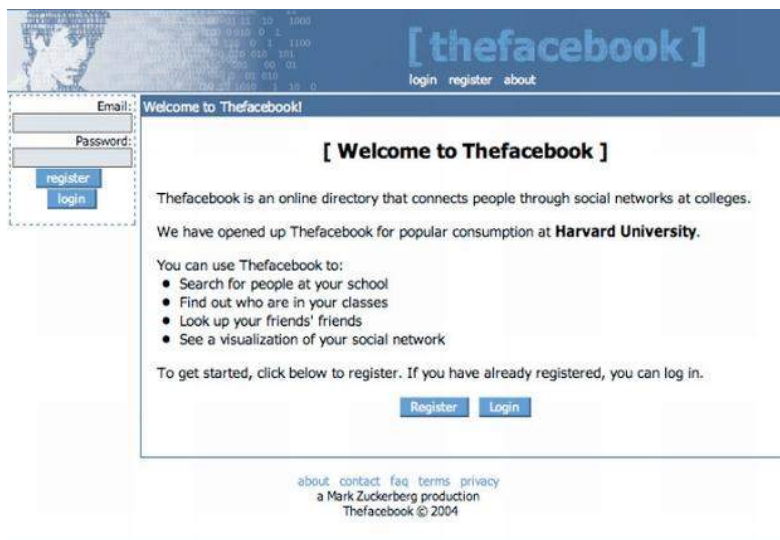 [ thefacebook ]
login register about
Email:
Password:
register
login
Welcome to Thefacebook!
[ Welcome to Thefacebook ]
Thefacebook is an online directory that connects people through social networks at colleges.
We have opened up Thefacebook for popular consumption at Harvard University.
You can use Thefacebook to:
• Search for people at your school
• Find out who are in your classes
• Look up your friends' friends
• See a visualization of your social network
To get started, click below to register. If you have already registered, you can log in.
Register Login
about contact faq terms privacy
a Mark Zuckerberg production
Thefacebook © 2004